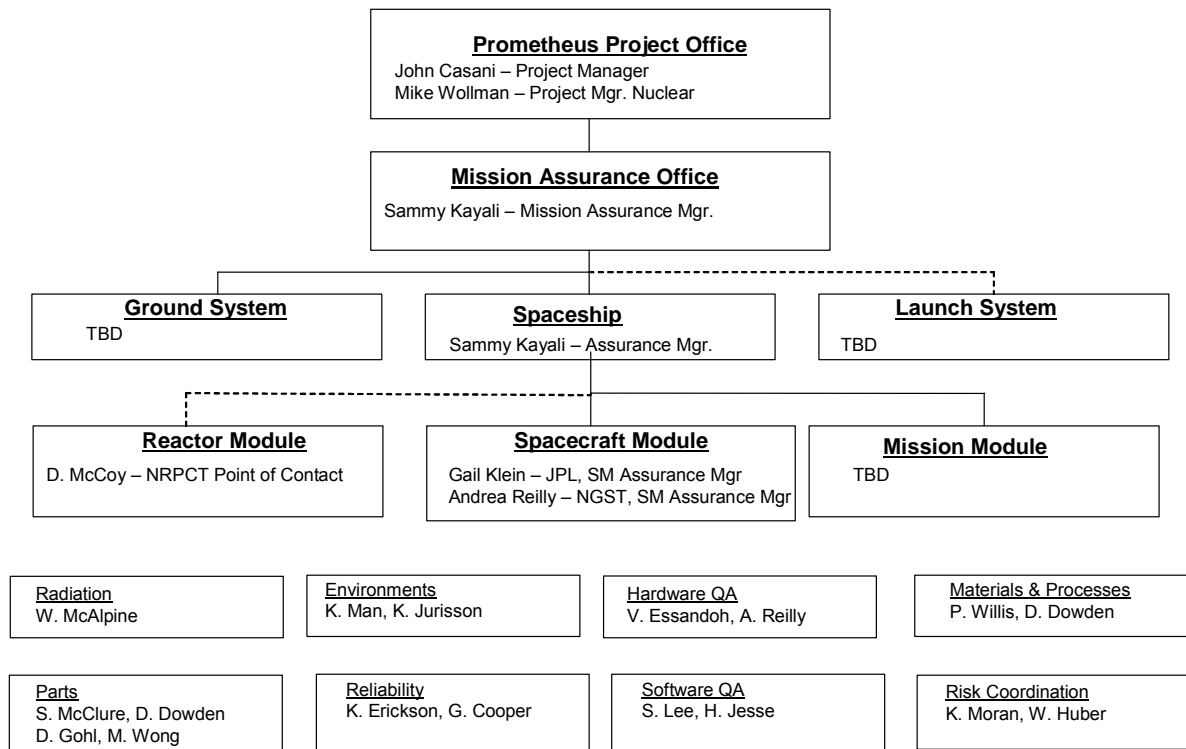 Prometheus Project Office
John Casani – Project Manager
Mike Wollman – Project Mgr. Nuclear
Mission Assurance Office
Sammy Kayali – Mission Assurance Mgr.
Ground System
TBD
Spaceship
Sammy Kayali – Assurance Mgr.
Launch System
TBD
Reactor Module
D. McCoy – NRPCT Point of Contact
Spacecraft Module
Gail Klein – JPL, SM Assurance Mgr
Andrea Reilly – NGST, SM Assurance Mgr
Mission Module
TBD
Radiation
W. McAlpine
Environments
K. Man, K. Jurisson
Hardware QA
V. Essandoh, A. Reilly
Materials & Processes
P. Willis, D. Dowden
Parts
S. McClure, D. Dowden
D. Gohl, M. Wong
Reliability
K. Erickson, G. Cooper
Software QA
S. Lee, H. Jesse
Risk Coordination
K. Moran, W. Huber